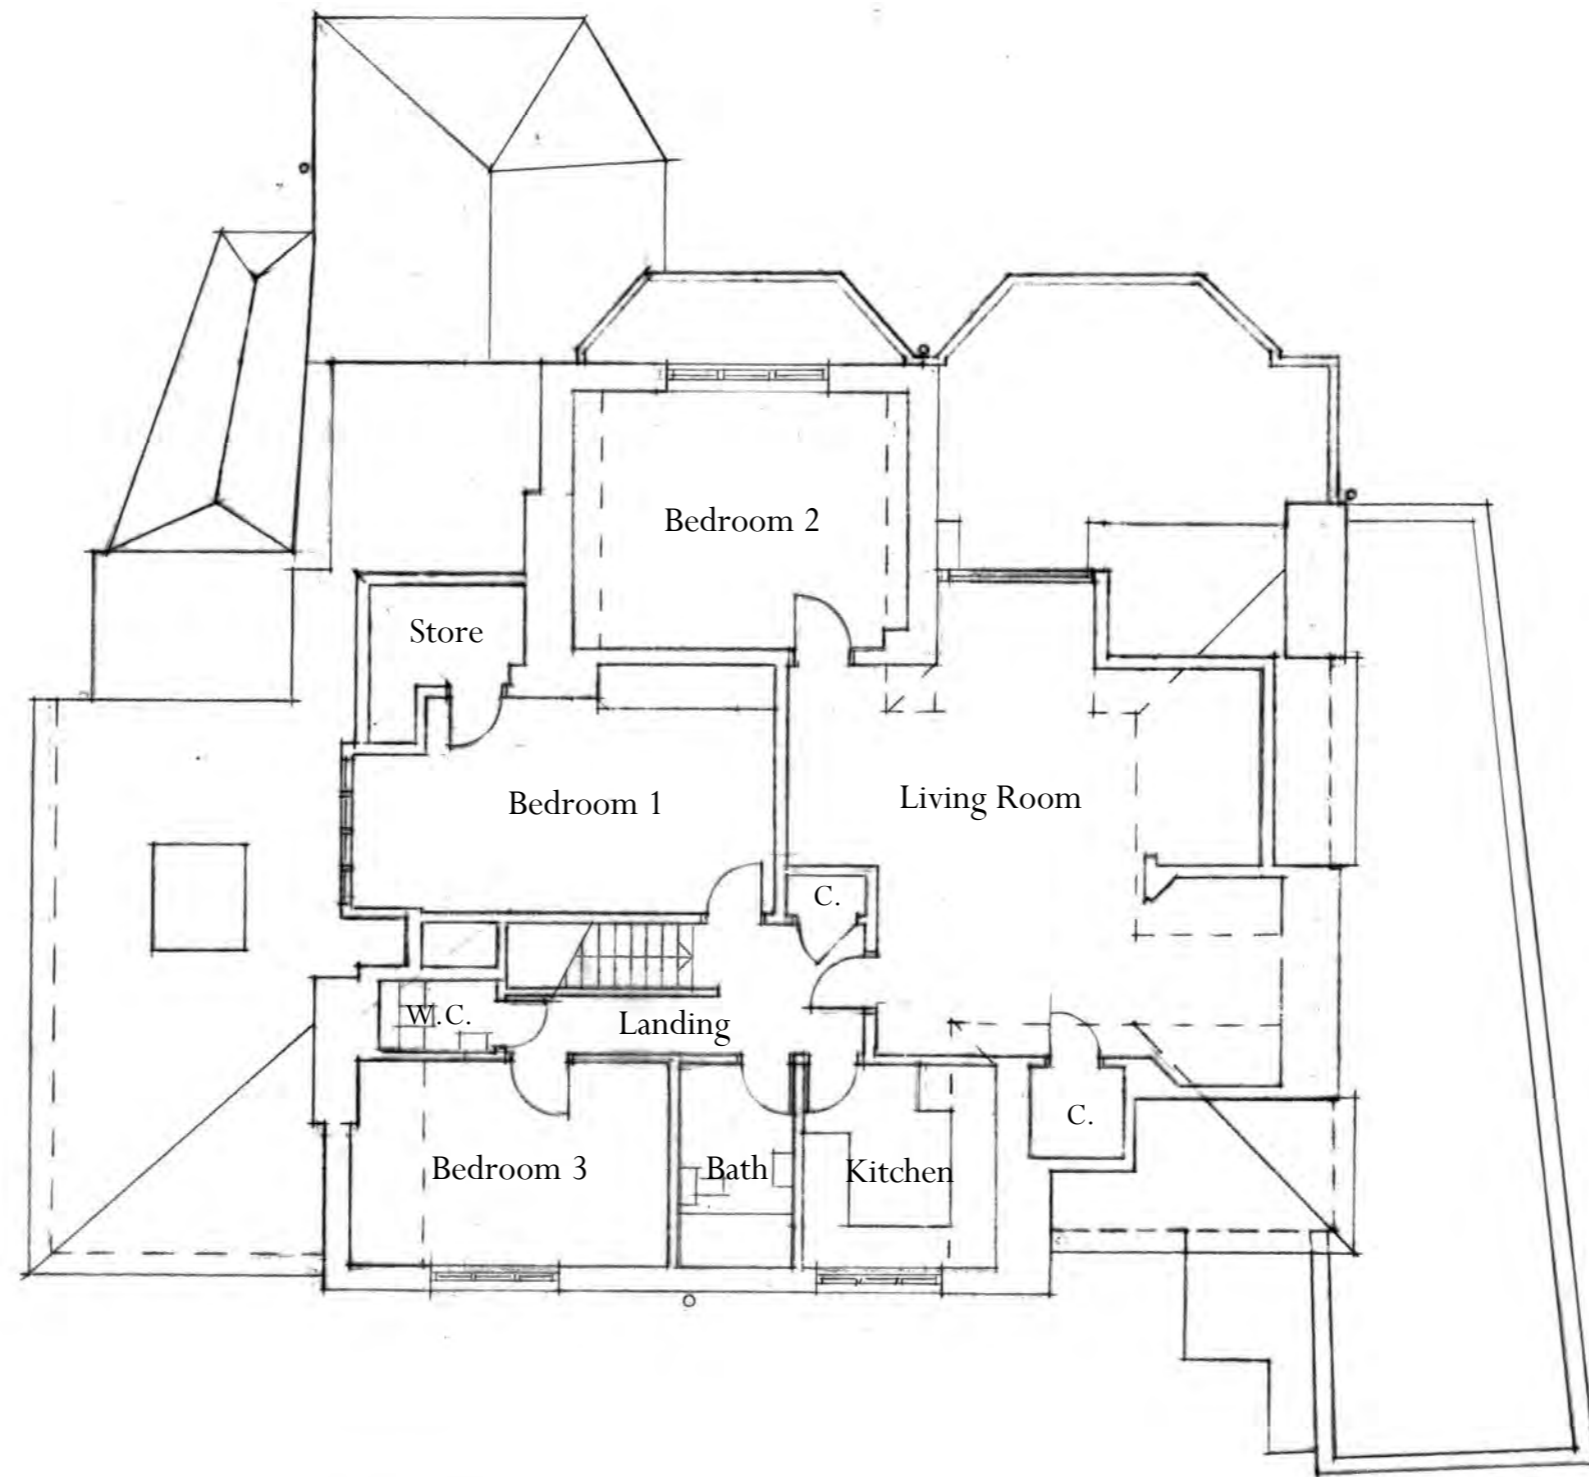 Bedroom 2
Store
Living Room
Bedroom 1
C.
W.C.
Landing
C.
Bedroom 3
Bath
Kitchen